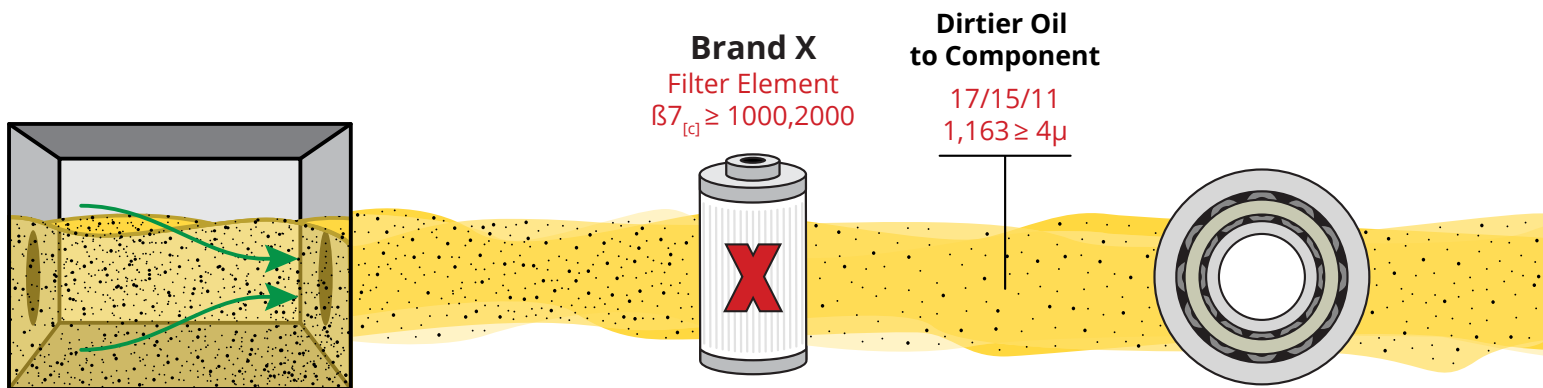 Brand X
Filter Element
ß7[c] ≥ 1000,2000
Dirtier Oil
to Component
17/15/11
1,163 ≥ 4μ
X